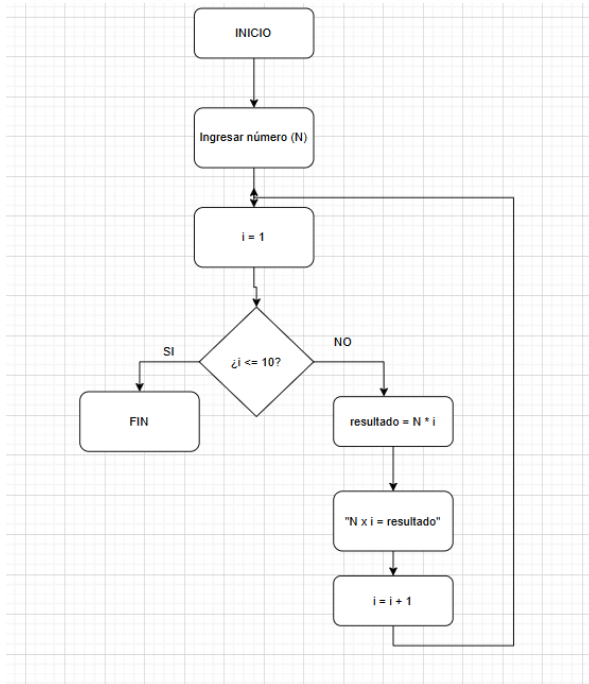 INICIO
Ingresar número (N)
i = 1
¿i <= 10?
SI
NO
FIN
resultado = N * i
"N x i = resultado"
i = i + 1